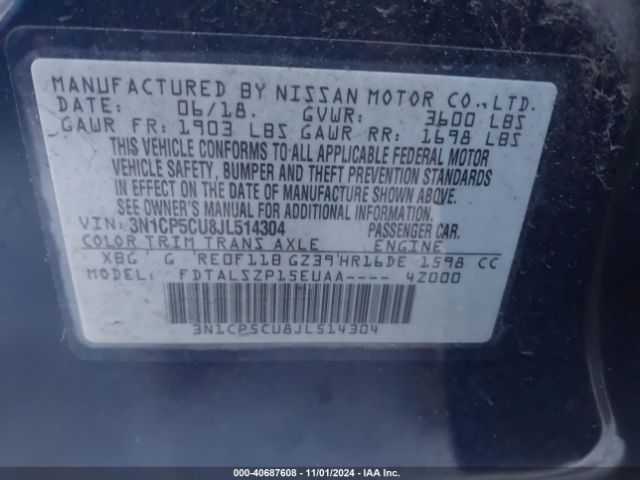 MANUFACTURED BY NISSAN MOTOR CO.,LTD.
DATE: 06/18. GVWR: 3600 LBS
GAWR FR: 1903 LBS GAWR RR: 1698 LBS
THIS VEHICLE CONFORMS TO ALL APPLICABLE FEDERAL MOTOR
VEHICLE SAFETY, BUMPER AND THEFT PREVENTION STANDARDS
IN EFFECT ON THE DATE OF MANUFACTURE SHOWN ABOVE.
SEE OWNER'S MANUAL FOR ADDITIONAL INFORMATION.
VIN: 3N1CP5CU8JL514304 PASSENGER CAR.
COLOR TRIM TRANS AXLE ENGINE
XBG G RE0F11B GZ39 HR16DE 1598 CC
MODEL: FDTALSZP15EUAA---- 4Z000
3N1CP5CU8JL514304
000-40687608 | 11/01/2024 | IAA Inc.